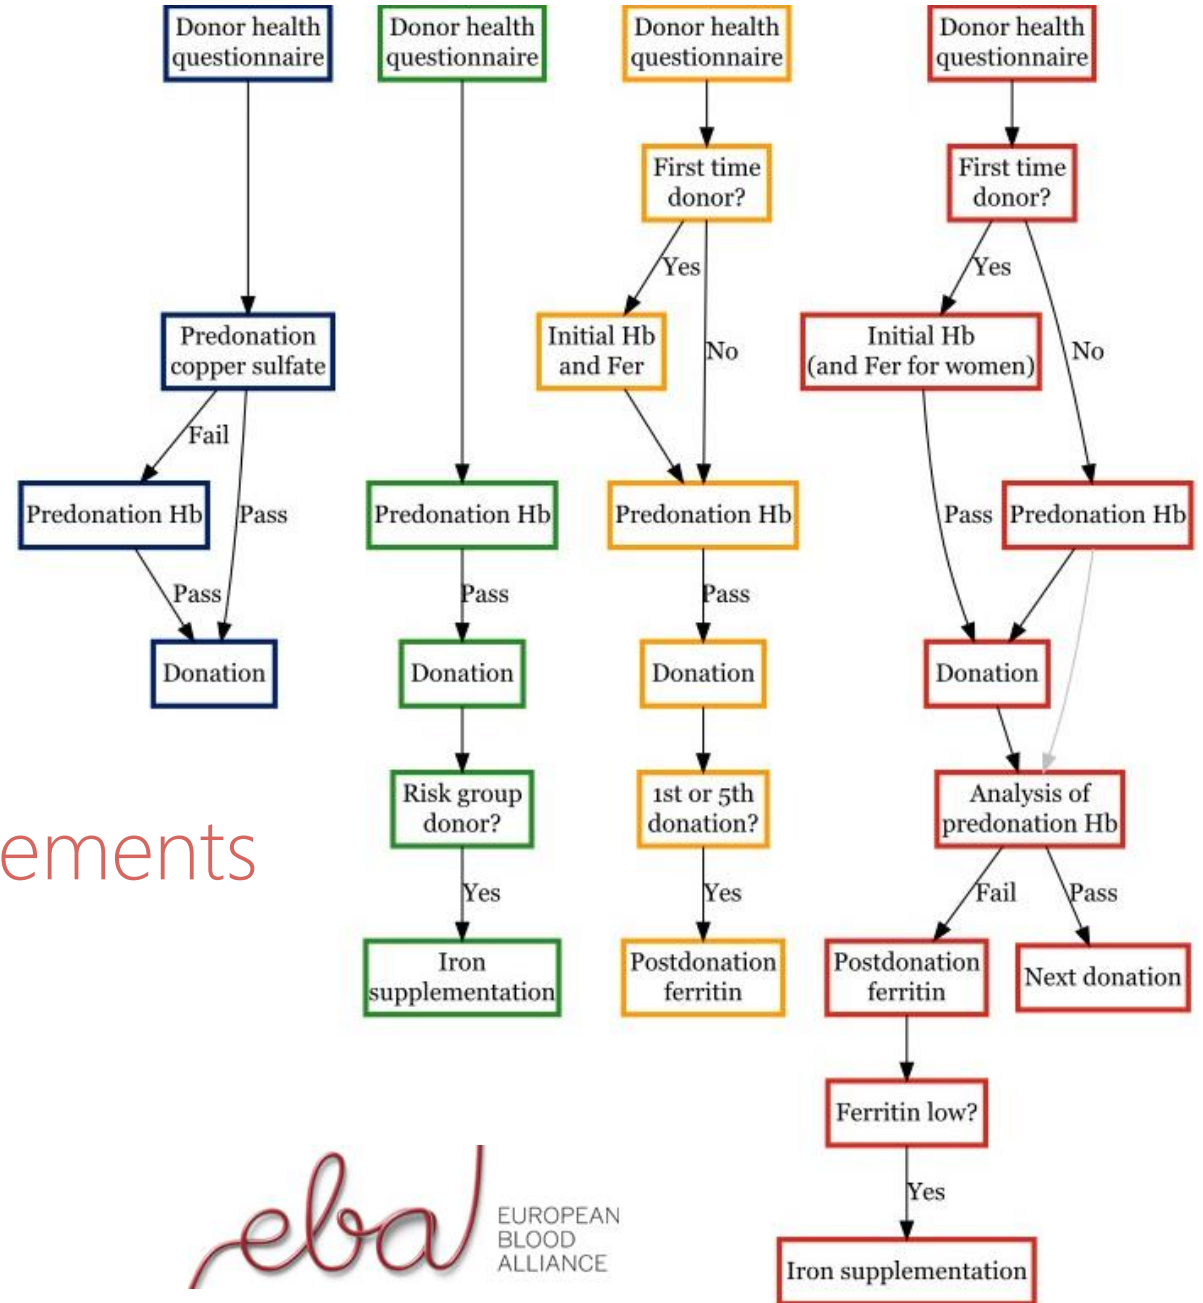 Donor health
questionnaire
Predonation
copper sulfate
Fail
Predonation Hb
Pass
Pass
Donation
Donor health
questionnaire
Predonation Hb
Pass
Donation
Risk group
donor?
Yes
Iron
supplementation
Donor health
questionnaire
First time
donor?
Yes
Initial Hb
and Fer
No
Predonation Hb
Pass
Donation
1st or 5th
donation?
Yes
Postdonation
ferritin
Donor health
questionnaire
First time
donor?
Yes
Initial Hb
(and Fer for women)
No
Pass
Predonation Hb
Donation
Analysis of
predonation Hb
Fail
Pass
Postdonation
ferritin
Next donation
Ferritin low?
Yes
Iron supplementation
ements
eba
EUROPEAN
BLOOD
ALLIANCE